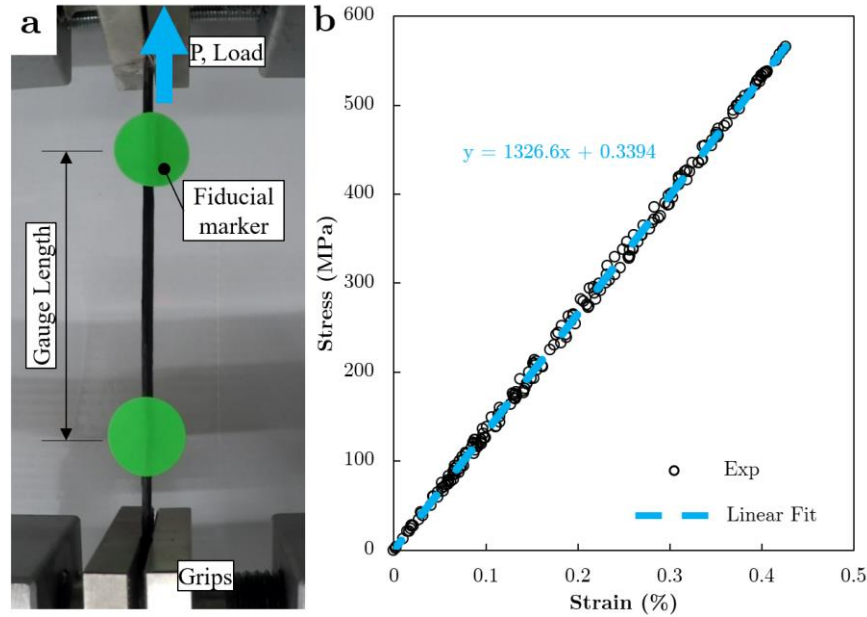 a
P, Load
Fiducial
marker
Gauge Length
Grips
b
600
500
400
300
200
100
0
Stress (MPa)
y = 1326.6x + 0.3394
Exp
Linear Fit
0
0.1
0.2
0.3
0.4
0.5
Strain (%)